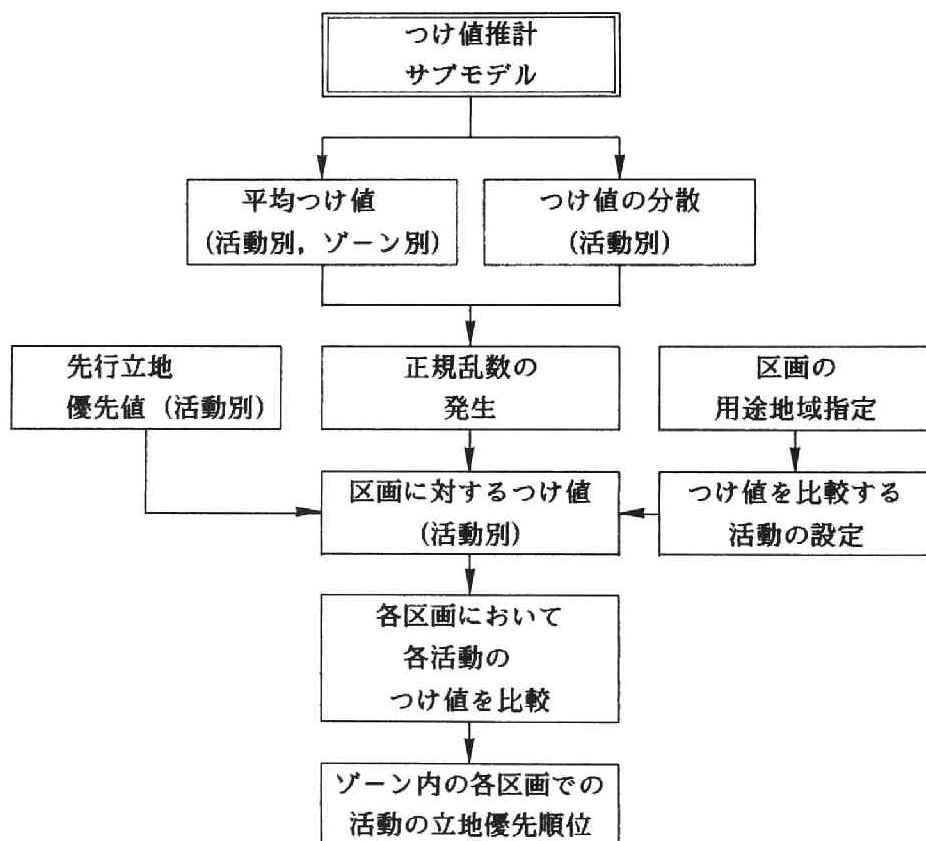 つけ値推計
サブモデル
平均つけ値
(活動別，ゾーン別)
つけ値の分散
(活動別)
先行立地
優先値 (活動別)
正規乱数の
発生
区画の
用途地域指定
区画に対するつけ値
(活動別)
つけ値を比較する
活動の設定
各区画において
各活動の
つけ値を比較
ゾーン内の各区画での
活動の立地優先順位